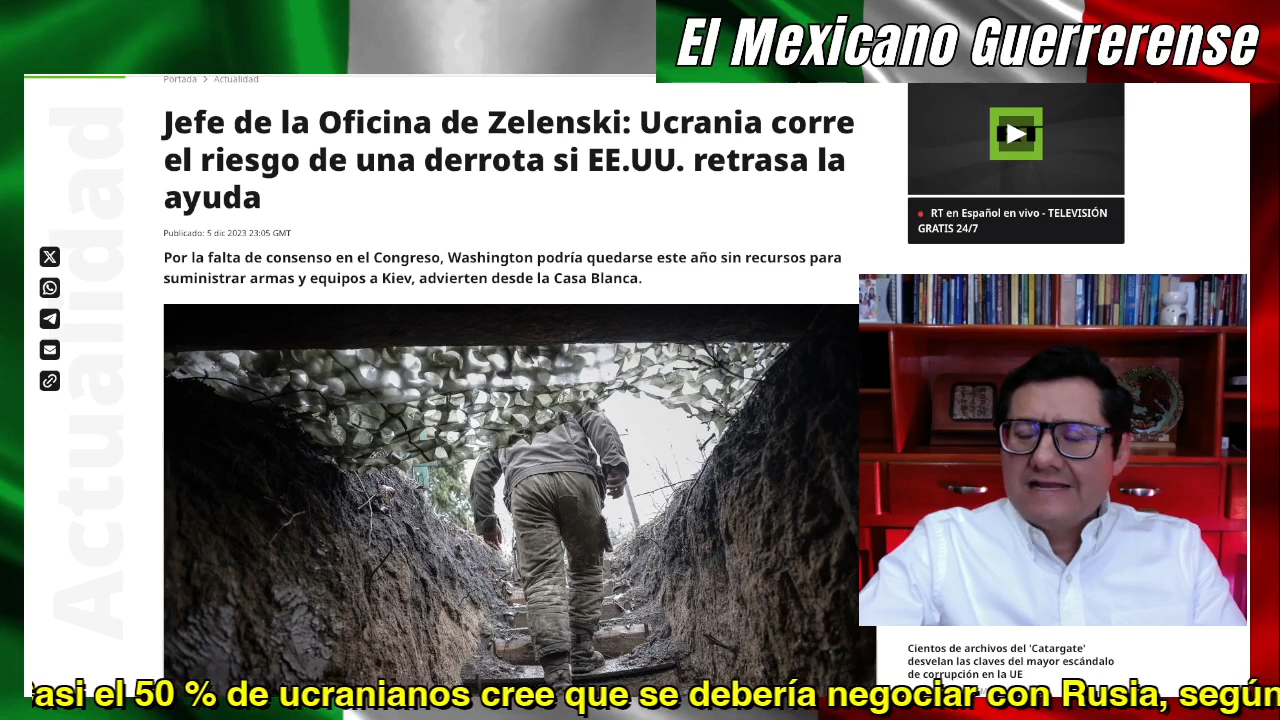 El Mexicano Guerrerense
Portada > Actualidad
Jefe de la Oficina de Zelenski: Ucrania corre
el riesgo de una derrota si EE.UU. retrasa la
ayuda
Publicado: 5 dic 2023 23:05 GMT
Por la falta de consenso en el Congreso, Washington podría quedarse este año sin recursos para
suministrar armas y equipos a Kiev, advierten desde la Casa Blanca.
Actualidad
RT en Español en vivo - TELEVISIÓN
GRATIS 24/7
Cientos de archivos del 'Catargate'
desvelan las claves del mayor escándalo
de corrupción en la UE
asi el 50 % de ucranianos cree que se debería negociar con Rusia, según